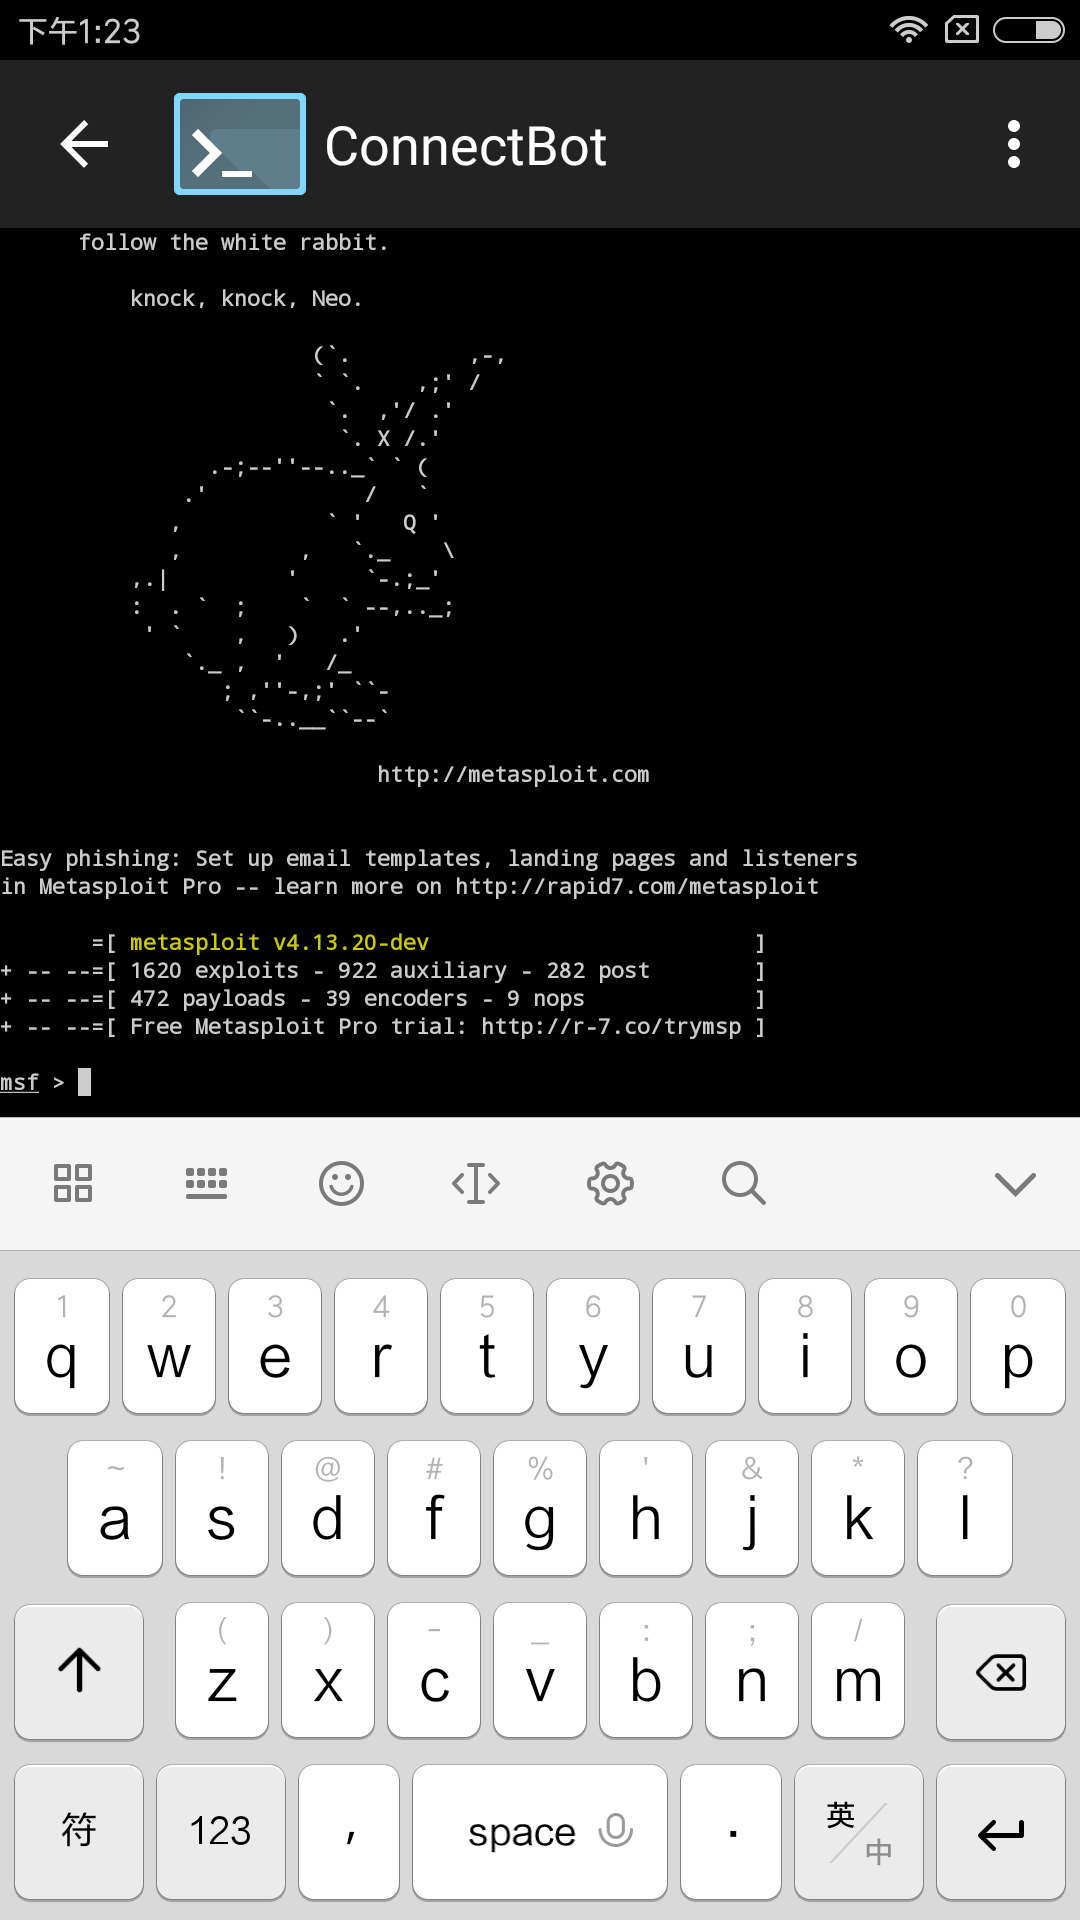 下午1:23
ConnectBot
follow the white rabbit.
knock, knock, Neo.
(`.               ,-,
` `.    ,;' /
`.  ,'/ .'
`. X /.'
.-;--''--.._` ` (
.'            /   `
,           ` '   Q '
,         ,   `._    \
,.|         '     `-.;_'
:  . `  ;    `  ` --,.._;
' `    ,   )   .'
`._ ,  '   /_
; ,''-,;' ``-
``-..__``--`
http://metasploit.com
Easy phishing: Set up email templates, landing pages and listeners
in Metasploit Pro -- learn more on http://rapid7.com/metasploit
=[ metasploit v4.13.20-dev                         ]
+ -- --=[ 1620 exploits - 922 auxiliary - 282 post        ]
+ -- --=[ 472 payloads - 39 encoders - 9 nops             ]
+ -- --=[ Free Metasploit Pro trial: http://r-7.co/trymsp ]
msf >
1 2 3 4 5 6 7 8 9 0
q w e r t y u i o p
~ ! @ # % ' & * ?
a s d f g h j k l
( ) - _ : ; /
z x c v b n m
符 123 , space . 英/中